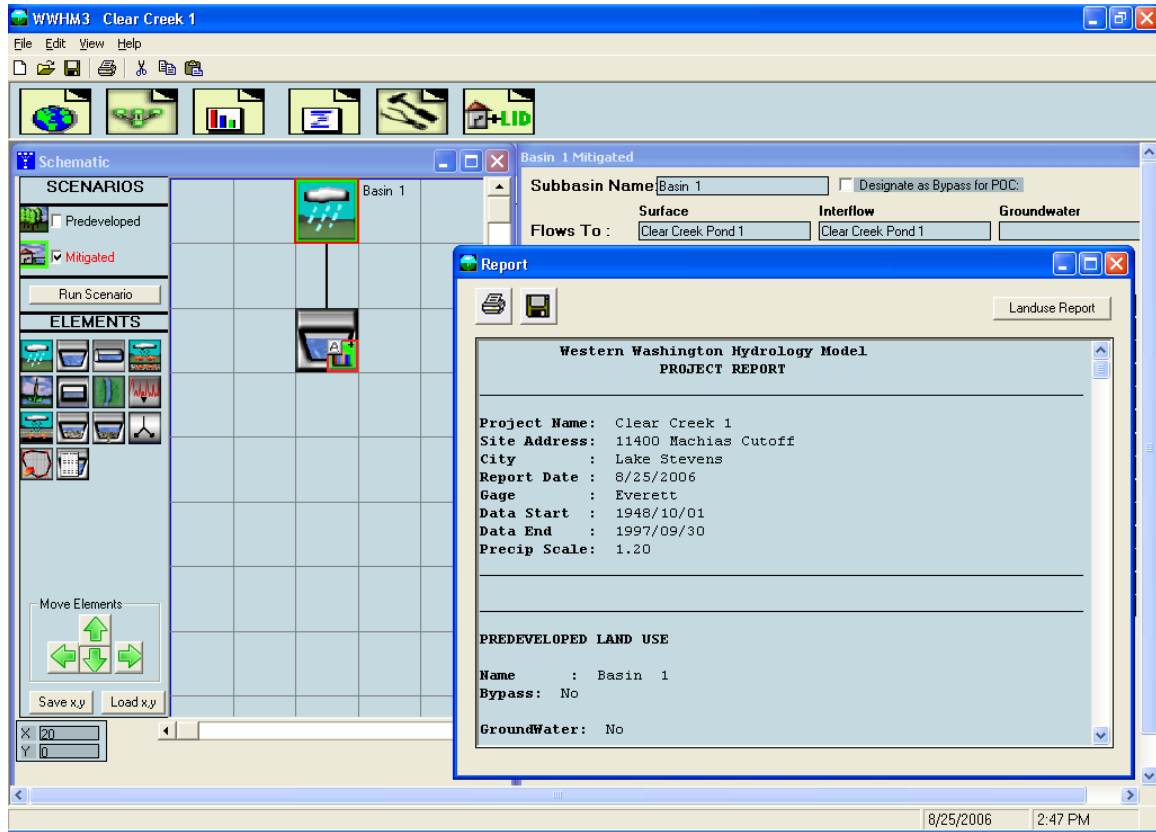 WWHM3 Clear Creek 1
File Edit View Help
+LID
Schematic
SCENARIOS
Predeveloped
Mitigated
Run Scenario
ELEMENTS
Move Elements
Save x,y Load x,y
X 20
Y 0
Basin 1
A
Basin 1 Mitigated
Subbasin Name: Basin 1 Designate as Bypass for POC:
Surface Interflow Groundwater
Flows To : Clear Creek Pond 1 Clear Creek Pond 1
Report
Landuse Report
Western Washington Hydrology Model
PROJECT REPORT
Project Name: Clear Creek 1
Site Address: 11400 Machias Cutoff
City : Lake Stevens
Report Date : 8/25/2006
Gage : Everett
Data Start : 1948/10/01
Data End : 1997/09/30
Precip Scale: 1.20
PREDEVELOPED LAND USE
Name : Basin 1
Bypass: No
GroundWater: No
8/25/2006 2:47 PM